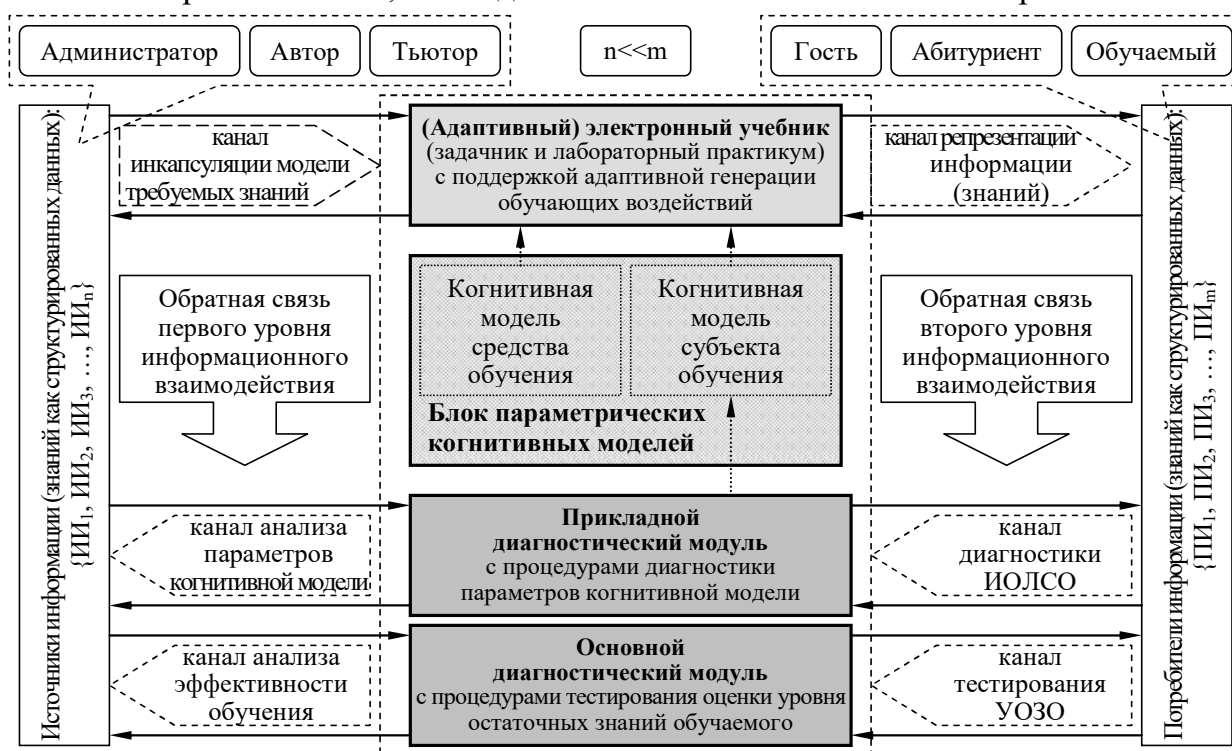 Администратор
Автор
Тьютор
n<<m
Гость
Абитуриент
Обучаемый
Источники информации (знаний как структурированных данных):
{ИИ1, ИИ2, ИИ3, …, ИИn}
канал
инкапсуляции модели
требуемых знаний
(Адаптивный) электронный учебник
(задачник и лабораторный практикум)
с поддержкой адаптивной генерации
обучающих воздействий
канал репрезентации
информации
(знаний)
Потребители информации (знаний как структурированных данных):
{ПИ1, ПИ2, ПИ3, …, ПИm}
Обратная связь
первого уровня
информационного
взаимодействия
Когнитивная
модель
средства
обучения
Когнитивная
модель
субъекта
обучения
Блок параметрических
когнитивных моделей
Обратная связь
второго уровня
информационного
взаимодействия
канал анализа
параметров
когнитивной модели
Прикладной
диагностический модуль
с процедурами диагностики
параметров когнитивной модели
канал
диагностики
ИОЛСО
канал анализа
эффективности
обучения
Основной
диагностический модуль
с процедурами тестирования оценки уровня
остаточных знаний обучаемого
канал
тестирования
УОЗО